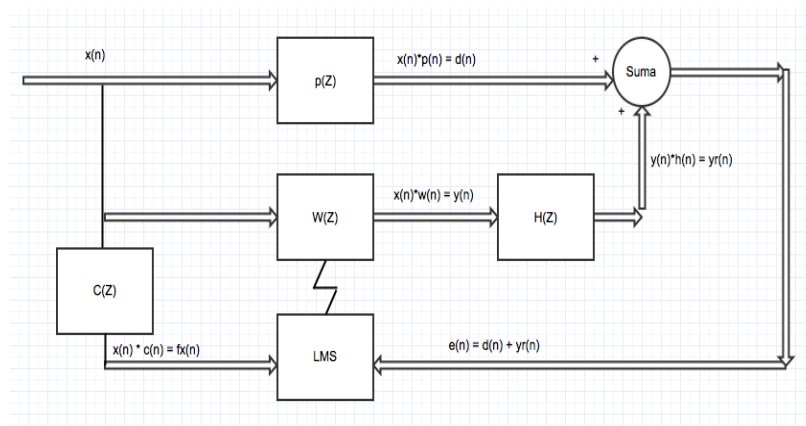 x(n)
p(Z)
x(n)*p(n) = d(n)
+
Suma
+
y(n)*h(n) = yr(n)
W(Z)
x(n)*w(n) = y(n)
H(Z)
C(Z)
x(n) * c(n) = fx(n)
LMS
e(n) = d(n) + yr(n)